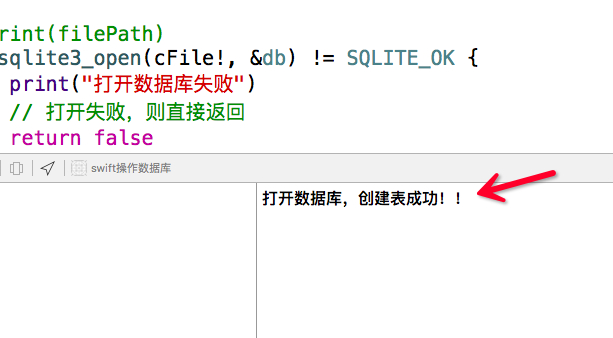 rint(filePath)
sqlite3_open(cFile!, &db) != SQLITE_OK {
print("打开数据库失败")
// 打开失败，则直接返回
return false
swift操作数据库
打开数据库，创建表成功！！